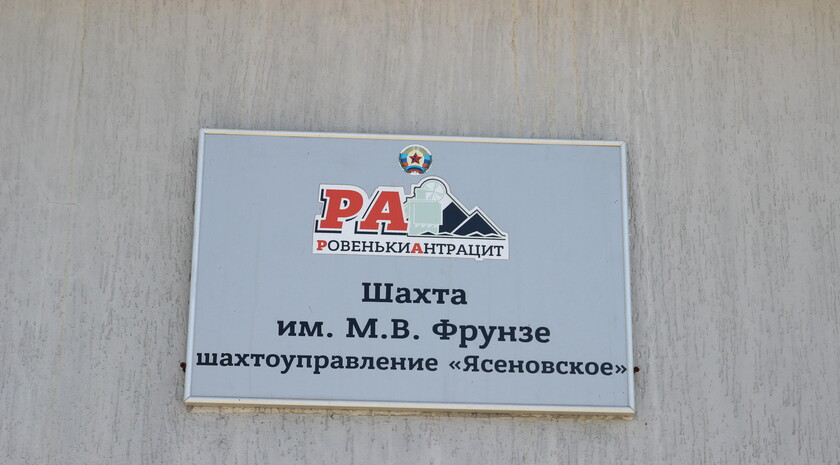 РА
РОВЕНЬКИАНТРАЦИТ
Шахта
им. М.В. Фрунзе
шахтоуправление «Ясеновское»